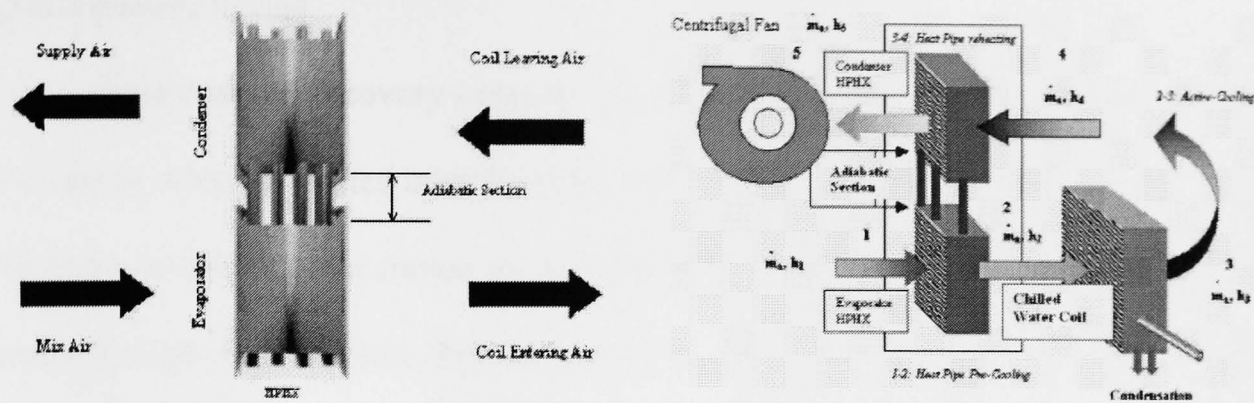 Supply Air
Coil Leaving Air
Condenser
Adiabatic Section
Evaporator
Mix Air
Coil Entering Air
HPHX
Centrifugal Fan
ṁa, h5
5
3-4: Heat Pipe reheating
Condenser
HPHX
4
ṁa, h4
2-3: Active-Cooling
Adiabatic
Section
1
ṁa, h1
2
ṁa, h2
Evaporator
HPHX
Chilled
Water Coil
3
ṁa, h3
1-2: Heat Pipe Pre-Cooling
Condensation